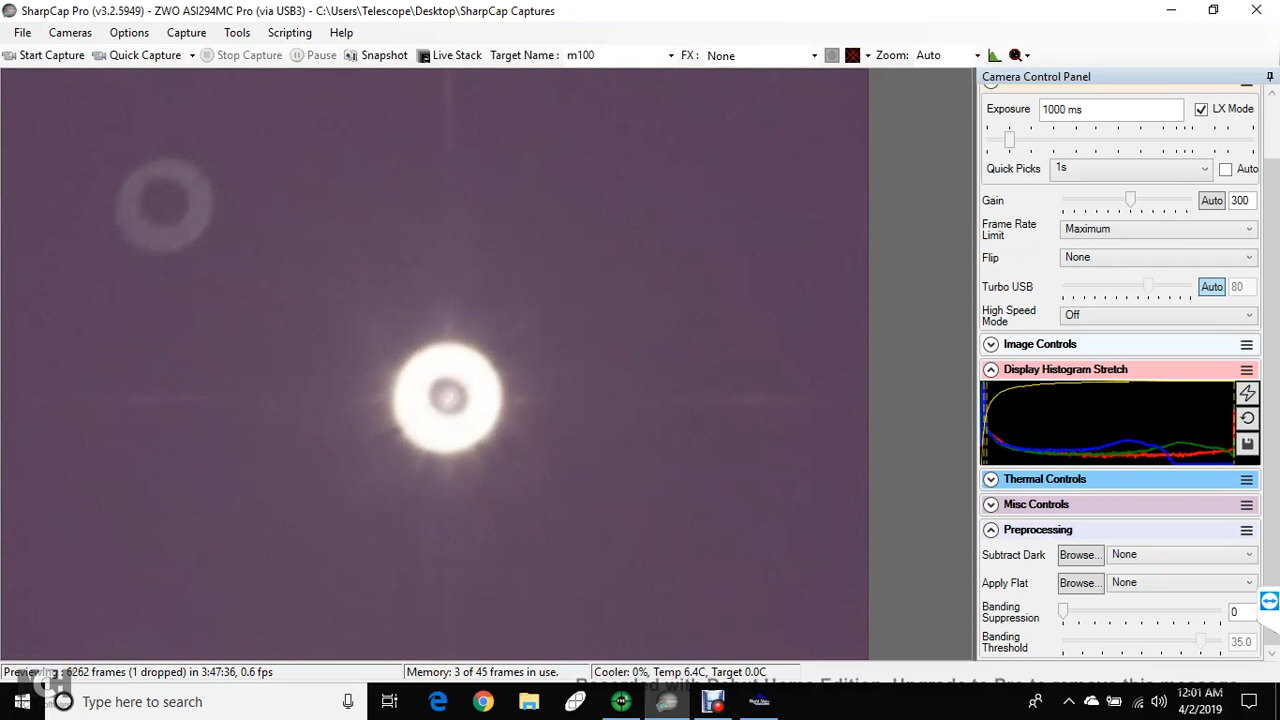 SharpCap Pro (v3.2.5949) - ZWO ASI294MC Pro (via USB3) - C:\Users\Telescope\Desktop\SharpCap Captures
File Cameras Options Capture Tools Scripting Help
Start Capture Quick Capture Stop Capture Pause Snapshot Live Stack Target Name : m100 FX : None Zoom: Auto
Camera Control Panel
Exposure 1000 ms LX Mode
Quick Picks 1s Auto
Gain Auto 300
Frame Rate
Limit Maximum
Flip None
Turbo USB Auto 80
High Speed
Mode Off
Image Controls
Display Histogram Stretch
Thermal Controls
Misc Controls
Preprocessing
Subtract Dark Browse... None
Apply Flat Browse... None
Banding
Suppression 0
Banding
Threshold 35.0
Previewing : 6262 frames (1 dropped) in 3:47:36, 0.6 fps Memory: 3 of 45 frames in use. Cooler: 0%, Temp 6.4C, Target 0.0C
Type here to search
12:01 AM
4/2/2019